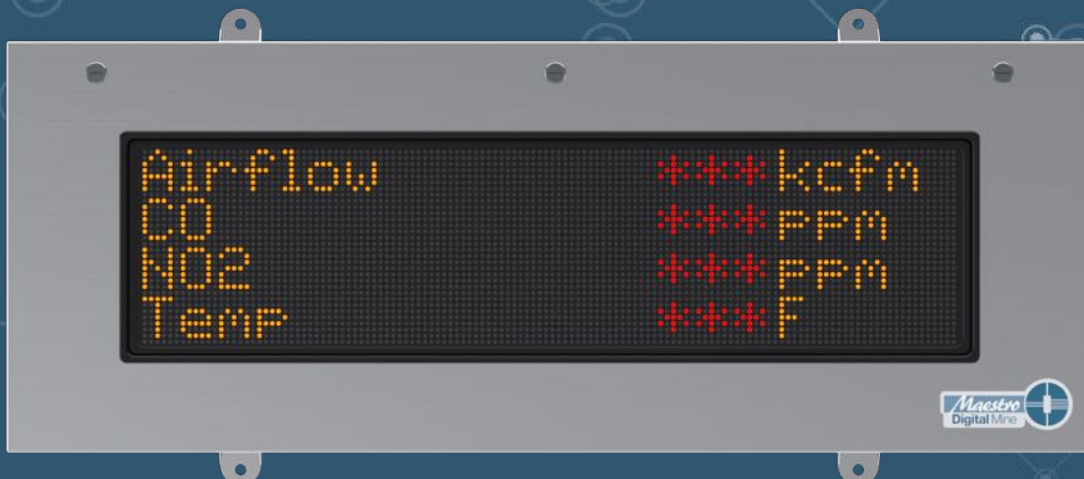 Airflow *** kcfm
CO *** ppm
NO2 *** ppm
Temp *** F
Maestro
Digital Mine